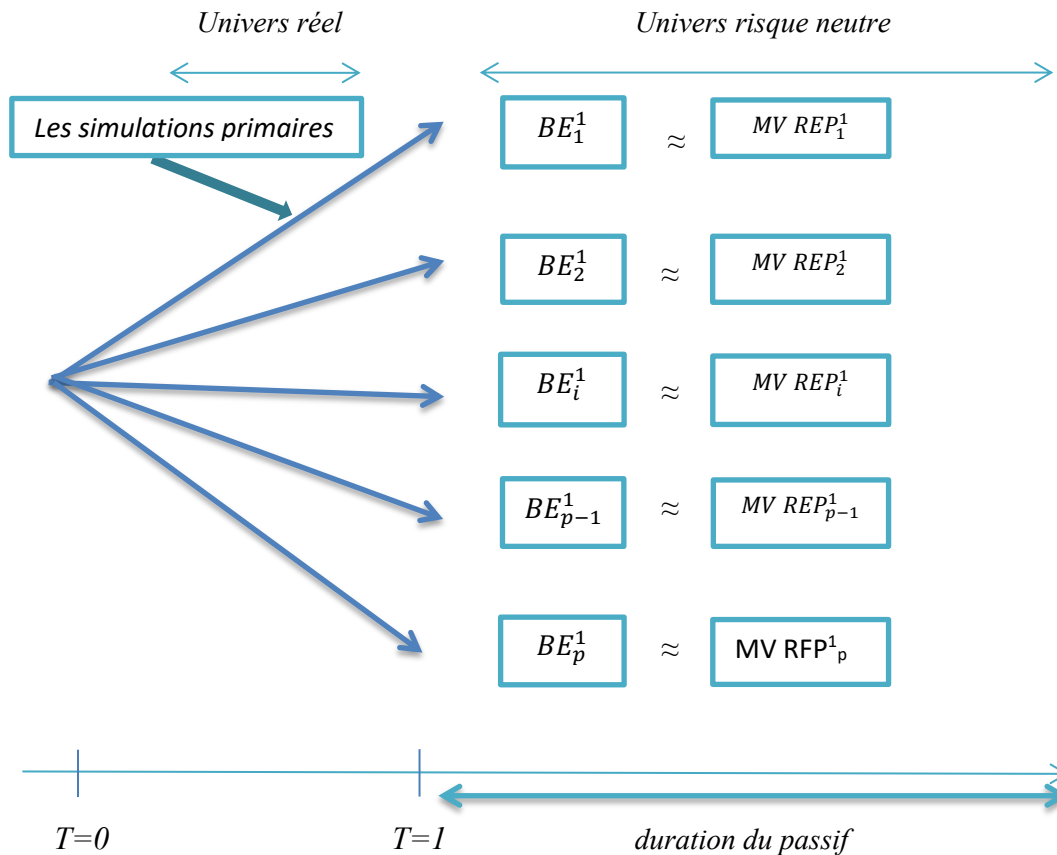 Univers réel Univers risque neutre
Les simulations primaires
BE₁¹ ≈ MV REP₁¹
BE₂¹ ≈ MV REP₂¹
BEᵢ¹ ≈ MV REPᵢ¹
BEₚ₋₁¹ ≈ MV REPₚ₋₁¹
BEₚ¹ ≈ MV RFP¹ₚ
T=0 T=1 duration du passif